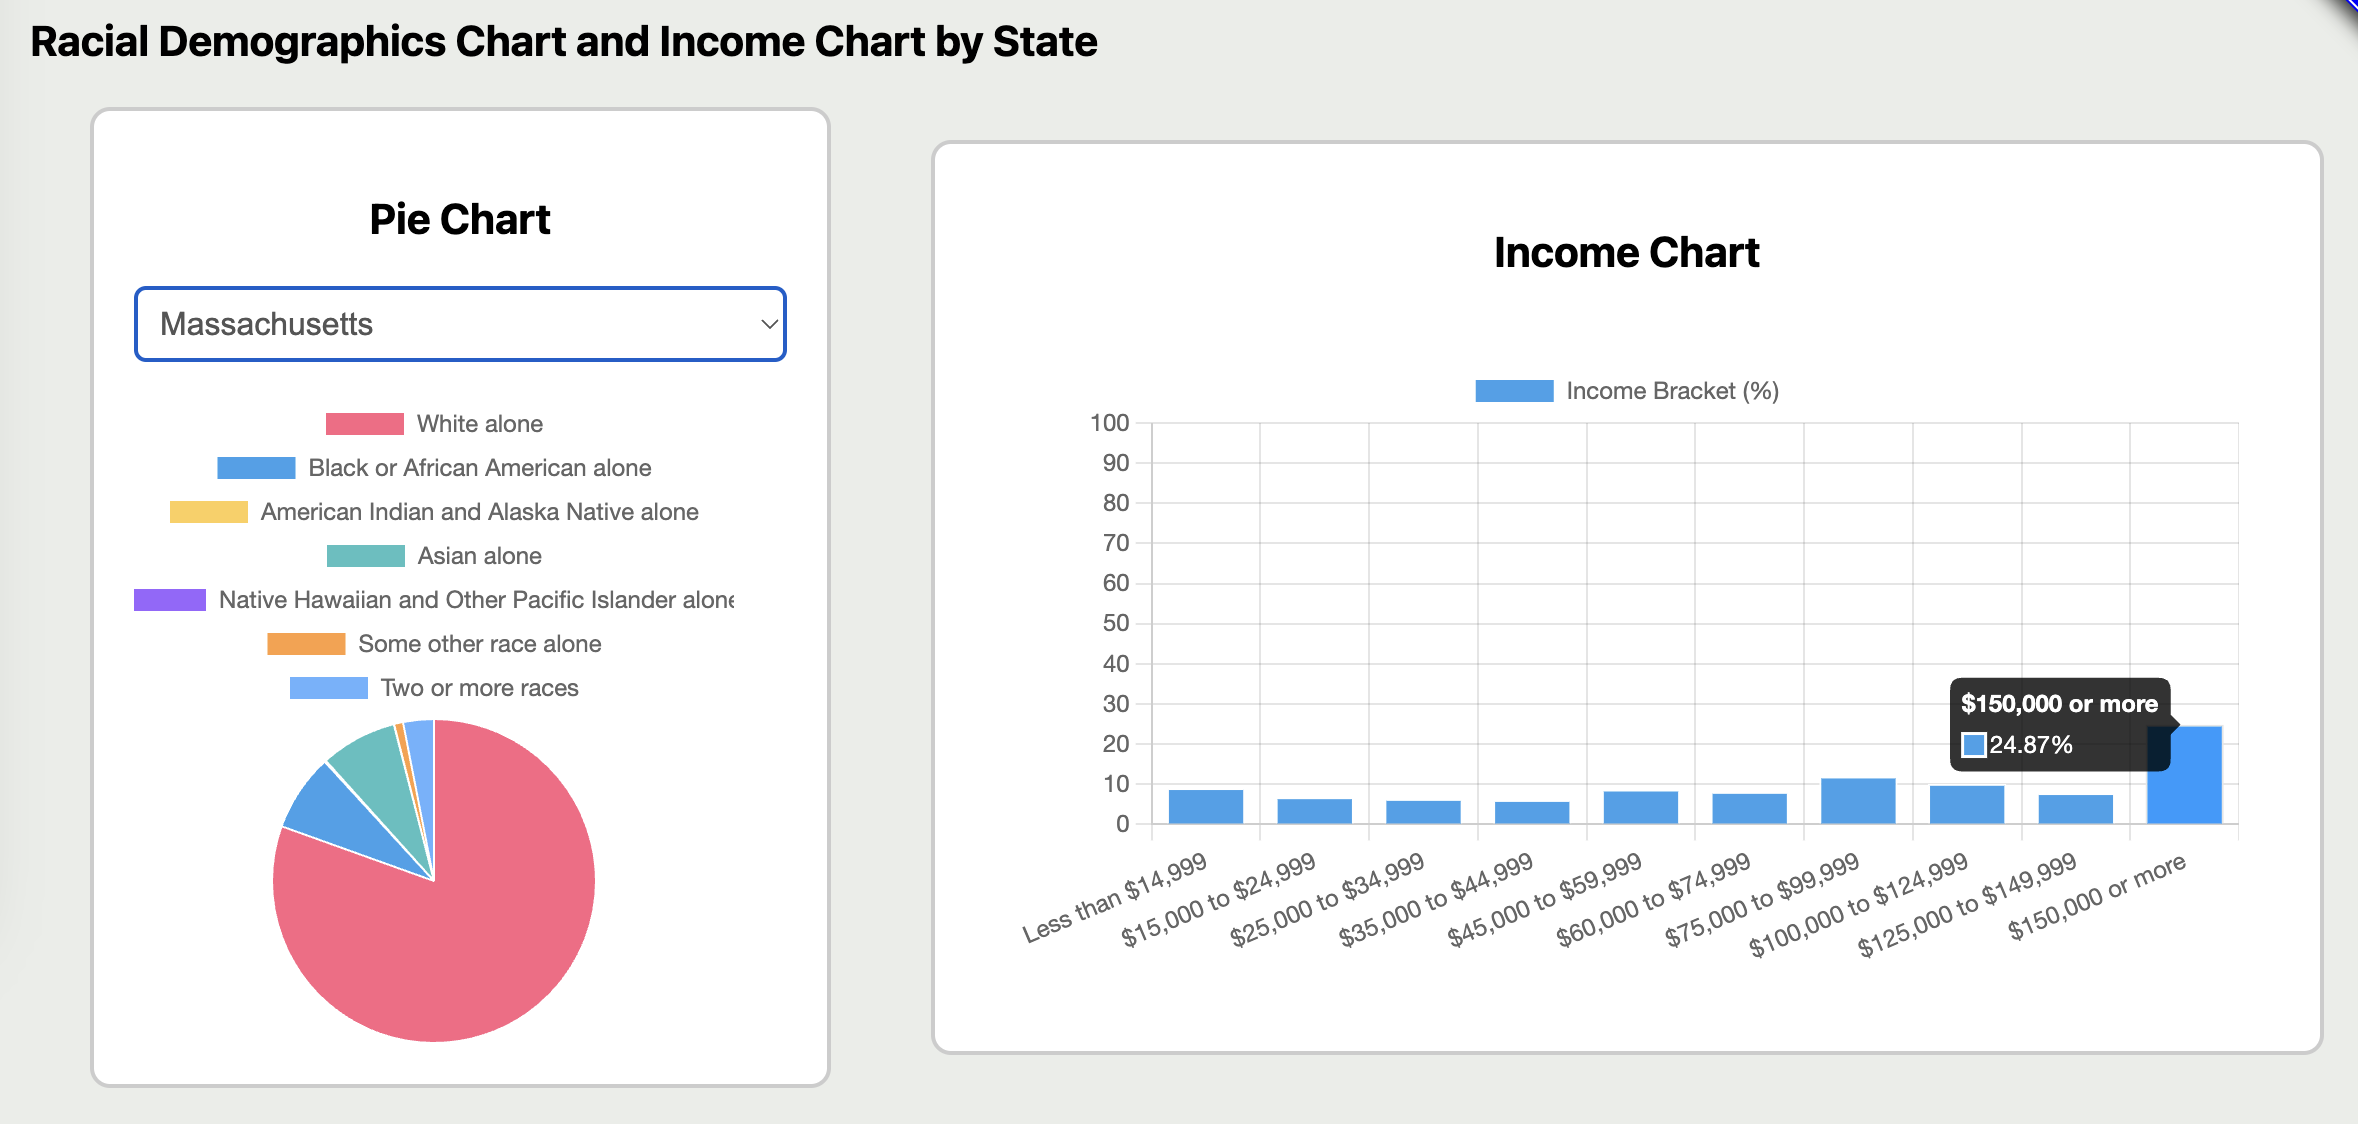 Racial Demographics Chart and Income Chart by State
Pie Chart
Massachusetts
White alone
Black or African American alone
American Indian and Alaska Native alone
Asian alone
Native Hawaiian and Other Pacific Islander alone
Some other race alone
Two or more races
Income Chart
Income Bracket (%)
100
90
80
70
60
50
40
30
20
10
0
$150,000 or more
24.87%
Less than $14,999
$15,000 to $24,999
$25,000 to $34,999
$35,000 to $44,999
$45,000 to $59,999
$60,000 to $74,999
$75,000 to $99,999
$100,000 to $124,999
$125,000 to $149,999
$150,000 or more